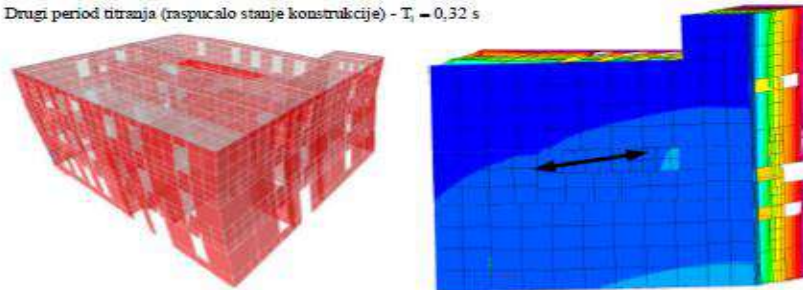 Drugi period titranja (raspucalo stanje konstrukcije) - T₁ = 0,32 s